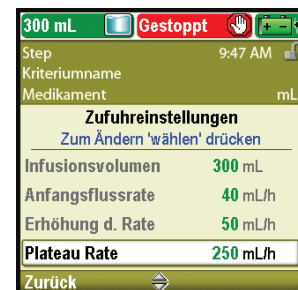 300 mL Gestoppt
Step 9:47 AM
Kriteriumname
Medikament mL
Zufuhreinstellungen
Zum Ändern 'wählen' drücken
Infusionsvolumen 300 mL
Anfangsflussrate 40 mL/h
Erhöhung d. Rate 50 mL/h
Plateau Rate 250 mL/h
Zurück